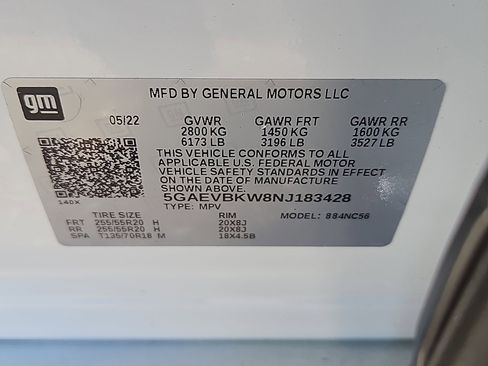 gm
MFD BY GENERAL MOTORS LLC
05/22 GVWR GAWR FRT GAWR RR
2800 KG 1450 KG 1600 KG
6173 LB 3196 LB 3527 LB
THIS VEHICLE CONFORMS TO ALL
APPLICABLE U.S. FEDERAL MOTOR
VEHICLE SAFETY STANDARDS IN EFFECT
ON THE DATE OF MANUFACTURE SHOWN ABOVE.
5GAEVBKW8NJ183428
140X TYPE: MPV MODEL: 884NC56
TIRE SIZE RIM
FRT 255/55R20 H 20X8J
RR 255/55R20 H 20X8J
SPA T135/70R18 M 18X4.5B